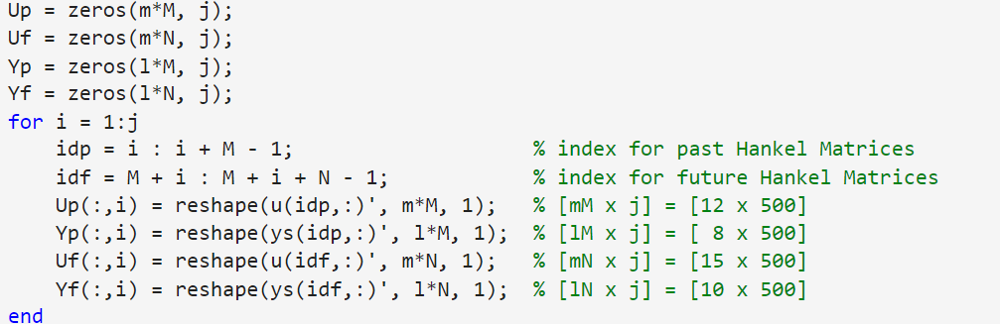 Up = zeros(m*M, j);
Uf = zeros(m*N, j);
Yp = zeros(l*M, j);
Yf = zeros(l*N, j);
for i = 1:j
    idp = i : i + M - 1;                    % index for past Hankel Matrices
    idf = M + i : M + i + N - 1;            % index for future Hankel Matrices
    Up(:,i) = reshape(u(idp,:)', m*M, 1);   % [mM x j] = [12 x 500]
    Yp(:,i) = reshape(ys(idp,:)', l*M, 1);  % [lM x j] = [ 8 x 500]
    Uf(:,i) = reshape(u(idf,:)', m*N, 1);   % [mN x j] = [15 x 500]
    Yf(:,i) = reshape(ys(idf,:)', l*N, 1);  % [lN x j] = [10 x 500]
end